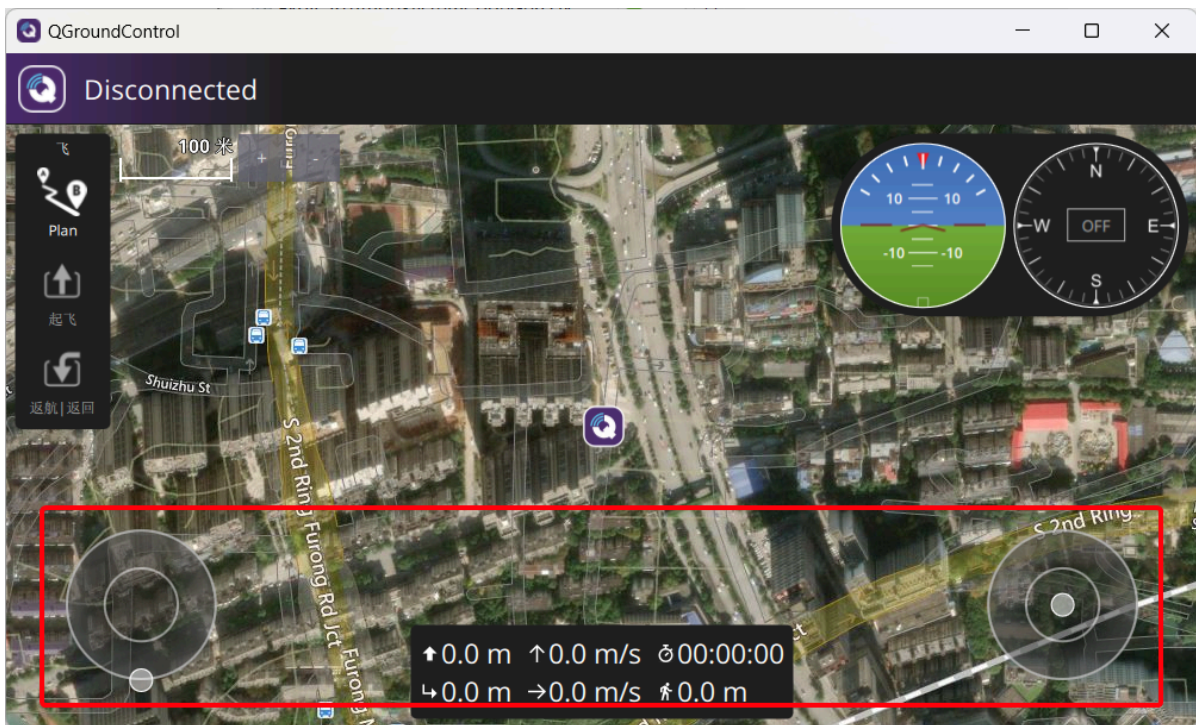 QGroundControl
Disconnected
飞
100 米
+ -
Plan
起飞
返航|返回
10 10
-10 -10
N
W OFF E
S
Shuizhu St
S 2nd Ring Furong Rd Jct
Furong
S 2nd Ring
ct
0.0 m 0.0 m/s 00:00:00
0.0 m 0.0 m/s 0.0 m